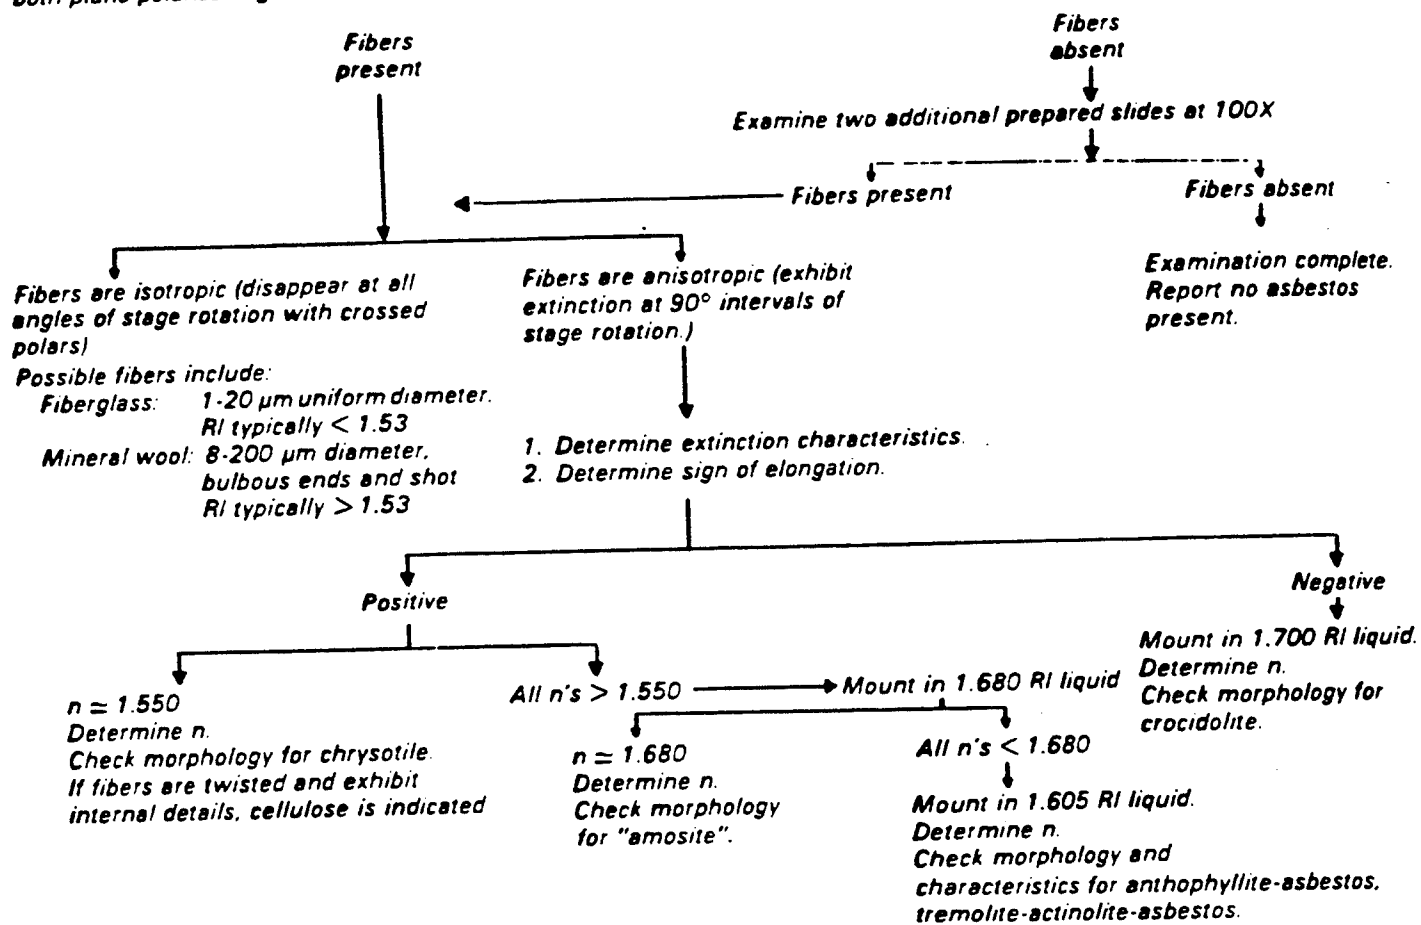 Fibers
present
Fibers
absent
Examine two additional prepared slides at 100X
Fibers present
Fibers absent
Examination complete.
Report no asbestos
present.
Fibers are isotropic (disappear at all
angles of stage rotation with crossed
polars)
Possible fibers include:
Fiberglass: 1-20 μm uniform diameter.
RI typically < 1.53
Mineral wool: 8-200 μm diameter,
bulbous ends and shot
RI typically > 1.53
Fibers are anisotropic (exhibit
extinction at 90° intervals of
stage rotation.)
1. Determine extinction characteristics.
2. Determine sign of elongation.
Positive
Negative
Mount in 1.700 RI liquid.
Determine n.
Check morphology for
crocidolite.
n ≃ 1.550
Determine n.
Check morphology for chrysotile.
If fibers are twisted and exhibit
internal details, cellulose is indicated
All n's > 1.550
Mount in 1.680 RI liquid
n ≃ 1.680
Determine n.
Check morphology
for "amosite".
All n's < 1.680
Mount in 1.605 RI liquid.
Determine n.
Check morphology and
characteristics for anthophyllite-asbestos,
tremolite-actinolite-asbestos.